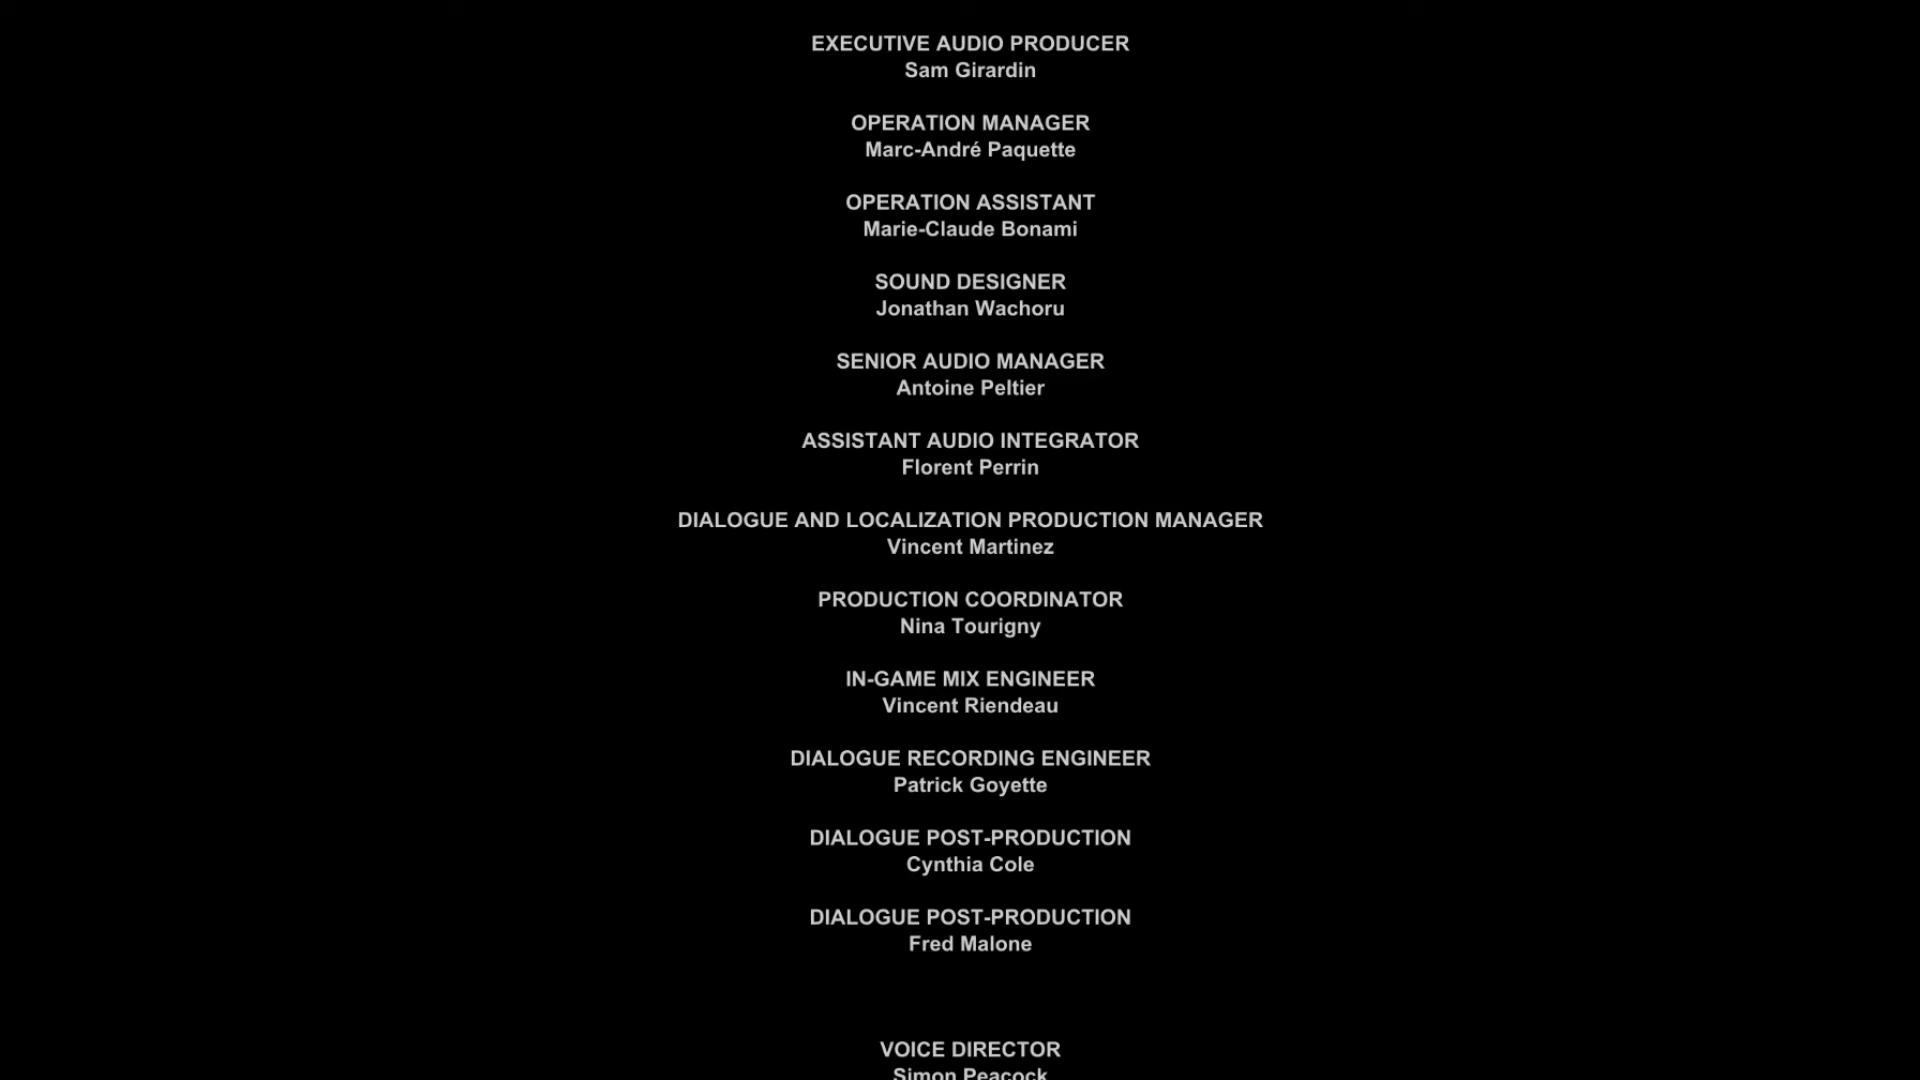 EXECUTIVE AUDIO PRODUCER
Sam Girardin
OPERATION MANAGER
Marc-André Paquette
OPERATION ASSISTANT
Marie-Claude Bonami
SOUND DESIGNER
Jonathan Wachoru
SENIOR AUDIO MANAGER
Antoine Peltier
ASSISTANT AUDIO INTEGRATOR
Florent Perrin
DIALOGUE AND LOCALIZATION PRODUCTION MANAGER
Vincent Martinez
PRODUCTION COORDINATOR
Nina Tourigny
IN-GAME MIX ENGINEER
Vincent Riendeau
DIALOGUE RECORDING ENGINEER
Patrick Goyette
DIALOGUE POST-PRODUCTION
Cynthia Cole
DIALOGUE POST-PRODUCTION
Fred Malone
VOICE DIRECTOR
Simon Peacock